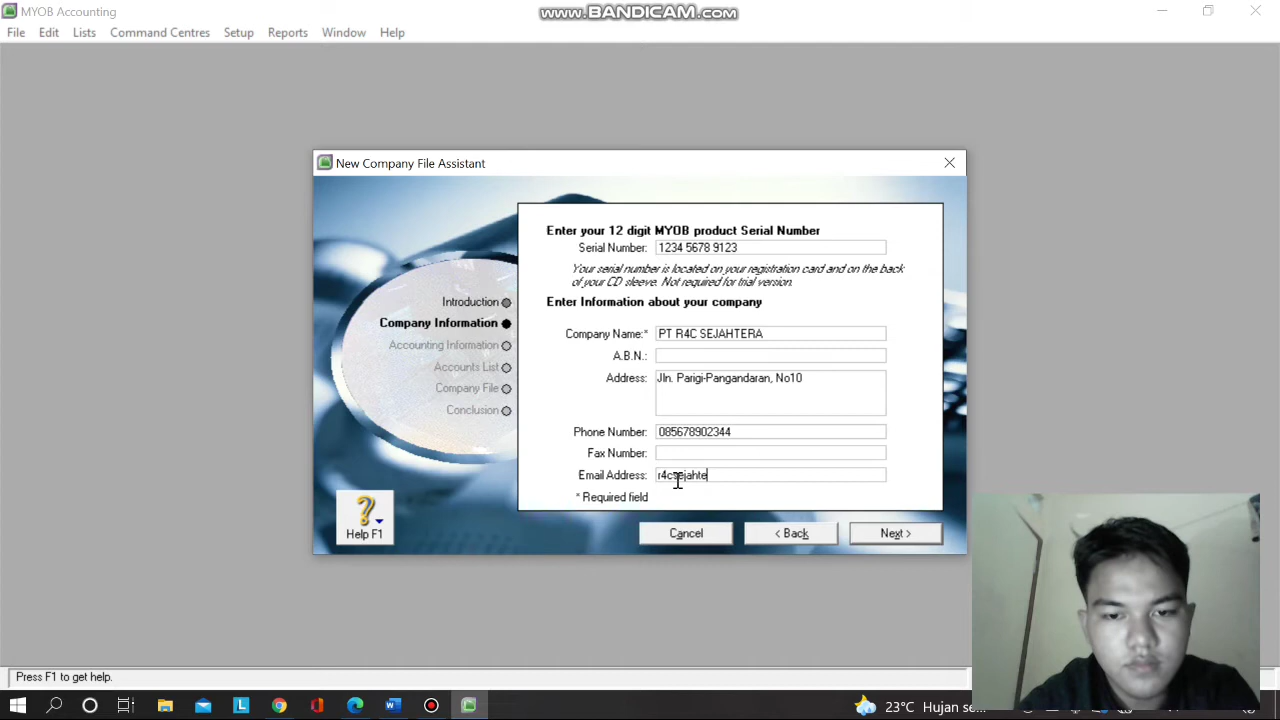 MYOB Accounting
www.BANDICAM.com
File Edit Lists Command Centres Setup Reports Window Help
New Company File Assistant
Enter your 12 digit MYOB product Serial Number
Serial Number: 1234 5678 9123
Your serial number is located on your registration card and on the back
of your CD sleeve. Not required for trial version.
Enter Information about your company
Introduction
Company Information
Accounting Information
Accounts List
Company File
Conclusion
Company Name:* PT R4C SEJAHTERA
A.B.N.:
Address: Jln. Parigi-Pangandaran, No10
Phone Number: 085678902344
Fax Number:
Email Address: r4csejahte
* Required field
Help F1
Cancel
< Back
Next >
Press F1 to get help.
23°C Hujan se...